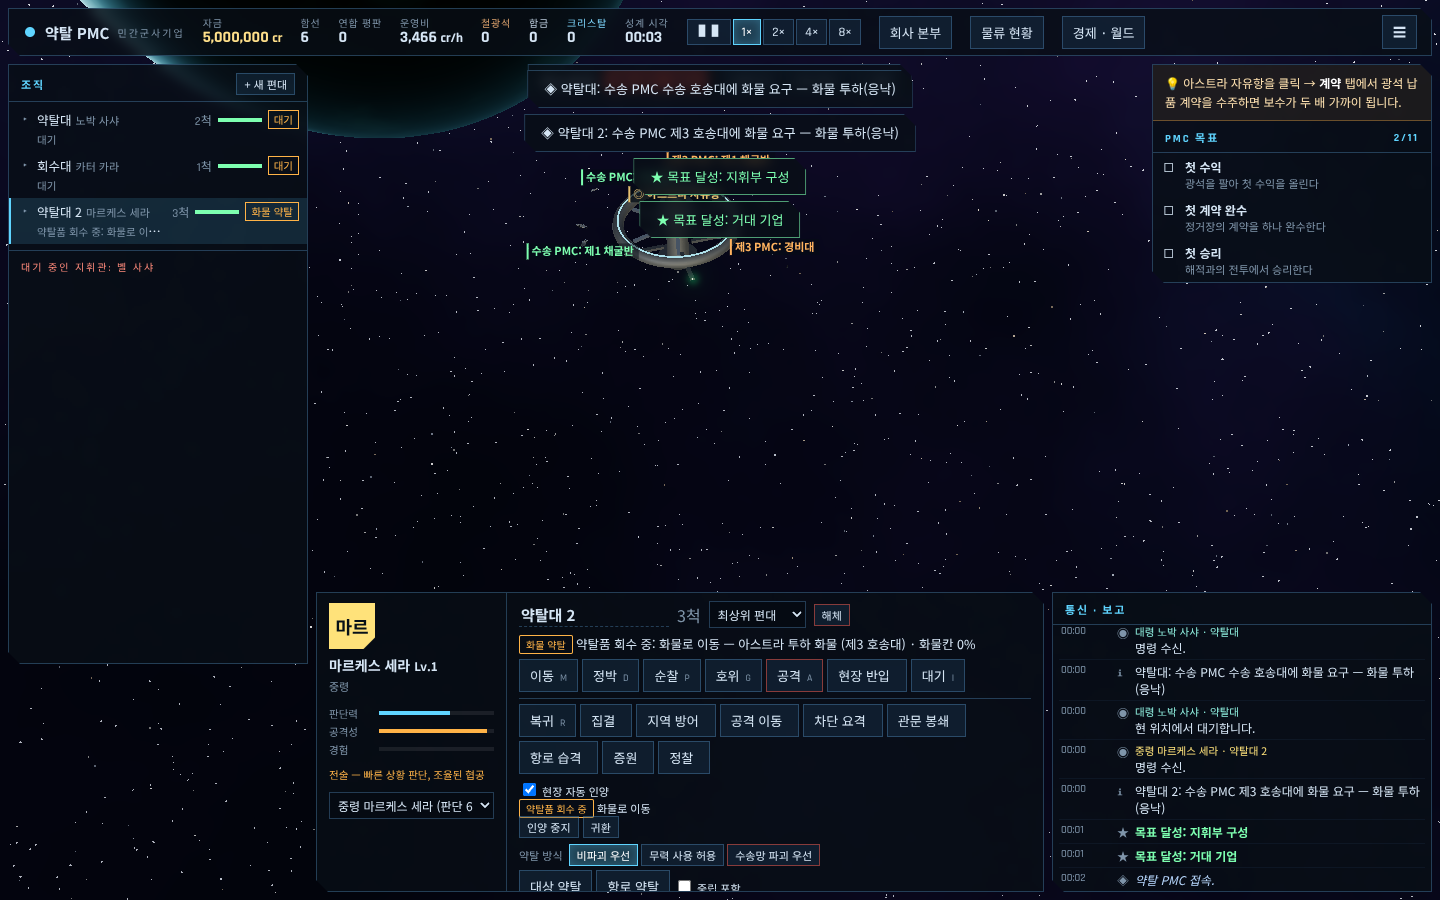 약탈 PMC 민간군사기업
자금 5,000,000 cr
함선 6
연합 평판 0
운영비 3,466 cr/h
철광석 0
합금 0
크리스탈 0
성계 시각 00:03
1× 2× 4× 8×
회사 본부
물류 현황
경제 · 월드
조직
+ 새 편대
약탈대 노박 사샤 2척 대기
대기
회수대 카터 카라 1척 대기
대기
약탈대 2 마르케스 세라 3척 화물 약탈
약탈품 회수 중: 화물로 이…
대기 중인 지휘관: 벨 사샤
◈ 약탈대: 수송 PMC 수송 호송대에 화물 요구 — 화물 투하(응낙)
◈ 약탈대 2: 수송 PMC 제3 호송대에 화물 요구 — 화물 투하(응낙)
수송 PMC
★ 목표 달성: 지휘부 구성
★ 목표 달성: 거대 기업
수송 PMC: 제1 채굴반
제3 PMC: 경비대
💡 아스트라 자유항을 클릭 → 계약 탭에서 광석 납
품 계약을 수주하면 보수가 두 배 가까이 됩니다.
PMC 목표 2/11
첫 수익
광석을 팔아 첫 수익을 올린다
첫 계약 완수
정거장의 계약을 하나 완수한다
첫 승리
해적과의 전투에서 승리한다
마르
마르케스 세라 Lv.1
중령
판단력
공격성
경험
전술 — 빠른 상황 판단, 조율된 협공
중령 마르케스 세라 (판단 6
약탈대 2 3척 최상위 편대 해체
화물 약탈 약탈품 회수 중: 화물로 이동 — 아스트라 투하 화물 (제3 호송대) · 화물칸 0%
이동 M 정박 D 순찰 P 호위 G 공격 A 현장 반입 대기 I
복귀 R 집결 지역 방어 공격 이동 차단 요격 관문 봉쇄
항로 습격 증원 정찰
현장 자동 인양
약탈품 회수 중 화물로 이동
인양 중지 귀환
약탈 방식 비파괴 우선 무력 사용 허용 수송망 파괴 우선
대상 약탈 항로 약탈 중립 포함
통신 · 보고
00:00 대령 노박 사샤 · 약탈대
명령 수신.
00:00 약탈대: 수송 PMC 수송 호송대에 화물 요구 — 화물 투하
(응낙)
00:00 대령 노박 사샤 · 약탈대
현 위치에서 대기합니다.
00:00 중령 마르케스 세라 · 약탈대 2
명령 수신.
00:00 약탈대 2: 수송 PMC 제3 호송대에 화물 요구 — 화물 투하
(응낙)
00:01 ★ 목표 달성: 지휘부 구성
00:01 ★ 목표 달성: 거대 기업
00:02 ◈ 약탈 PMC 접속.